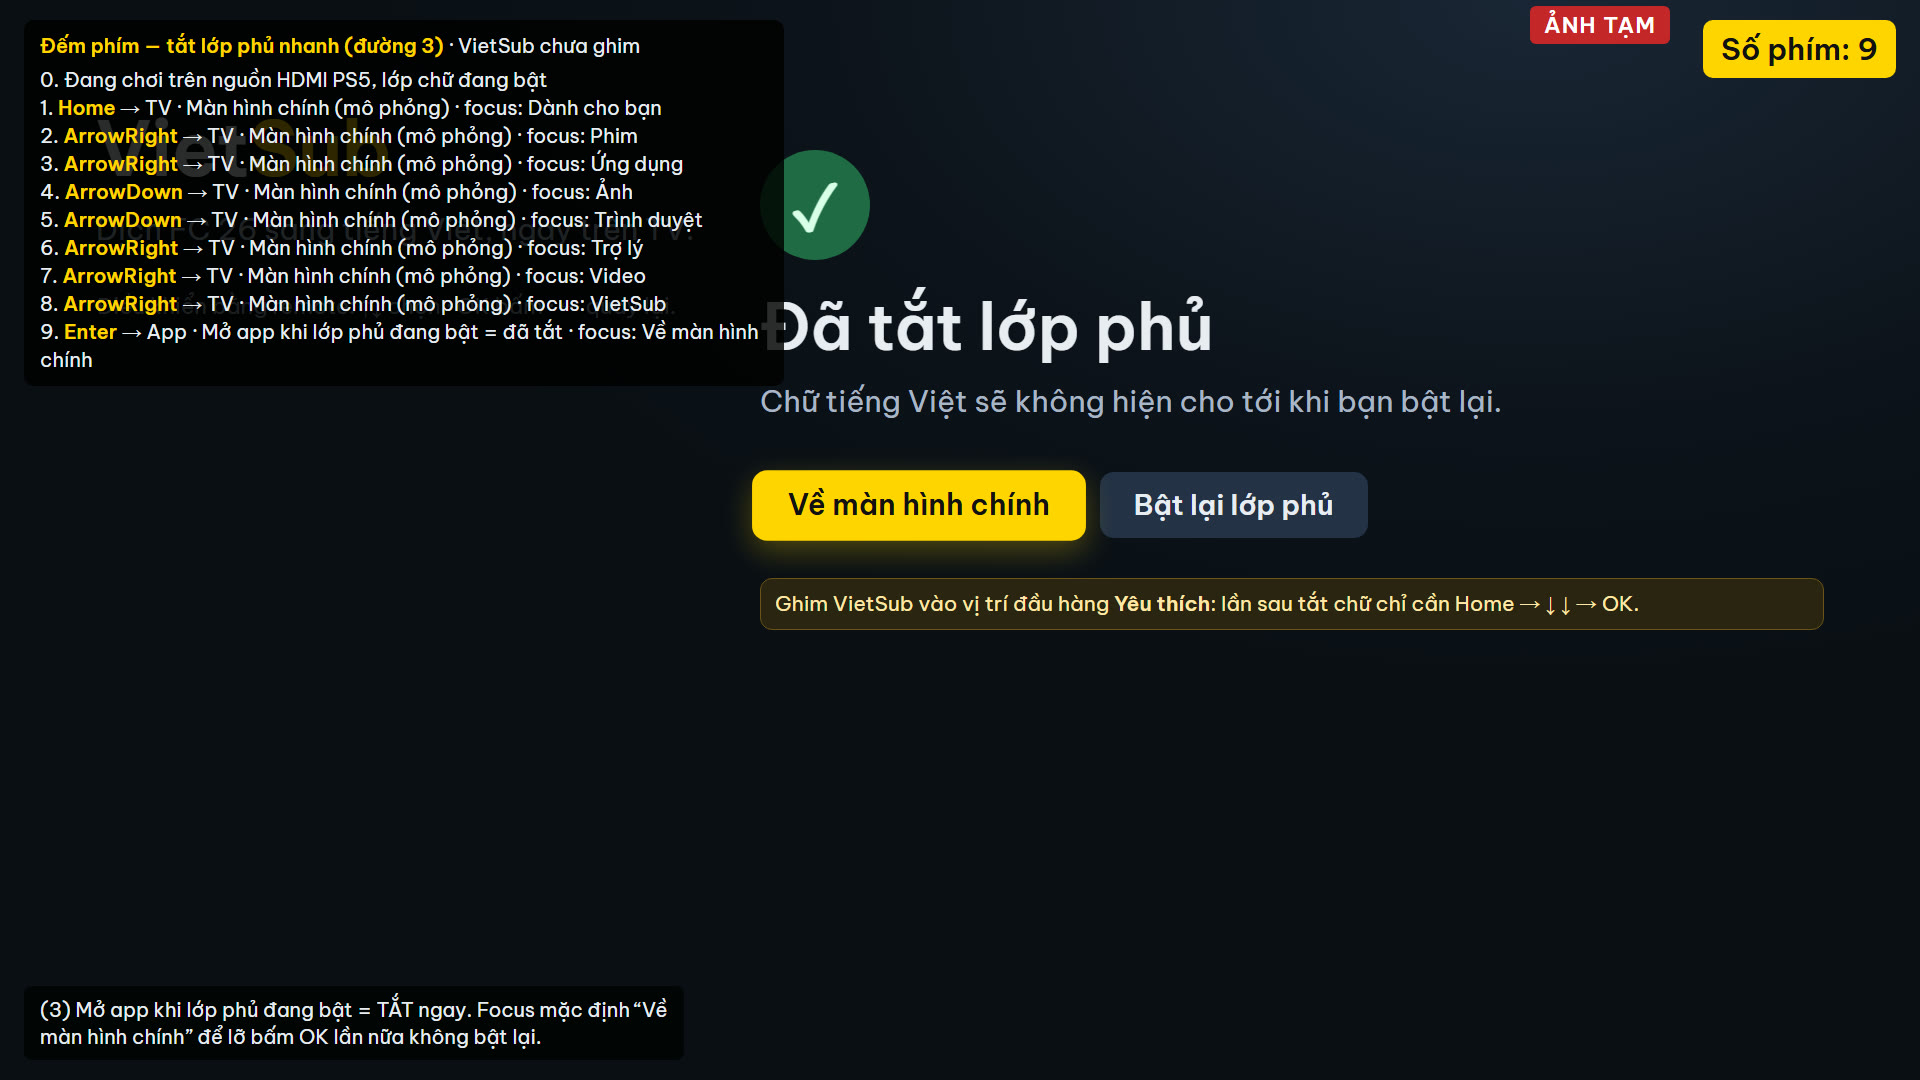 Đếm phím — tắt lớp phủ nhanh (đường 3) · VietSub chưa ghim
0. Đang chơi trên nguồn HDMI PS5, lớp chữ đang bật
1. Home → TV · Màn hình chính (mô phỏng) · focus: Dành cho bạn
2. ArrowRight → TV · Màn hình chính (mô phỏng) · focus: Phim
3. ArrowRight → TV · Màn hình chính (mô phỏng) · focus: Ứng dụng
4. ArrowDown → TV · Màn hình chính (mô phỏng) · focus: Ảnh
5. ArrowDown → TV · Màn hình chính (mô phỏng) · focus: Trình duyệt
6. ArrowRight → TV · Màn hình chính (mô phỏng) · focus: Trợ lý
7. ArrowRight → TV · Màn hình chính (mô phỏng) · focus: Video
8. ArrowRight → TV · Màn hình chính (mô phỏng) · focus: VietSub
9. Enter → App · Mở app khi lớp phủ đang bật = đã tắt · focus: Về màn hình
chính
VietSub
Dịch FC 26 sang tiếng Việt, ngay trên TV.
ẢNH TẠM
Số phím: 9
✓
Đã tắt lớp phủ
Chữ tiếng Việt sẽ không hiện cho tới khi bạn bật lại.
Về màn hình chính
Bật lại lớp phủ
Ghim VietSub vào vị trí đầu hàng Yêu thích: lần sau tắt chữ chỉ cần Home → ↓ ↓ → OK.
(3) Mở app khi lớp phủ đang bật = TẮT ngay. Focus mặc định “Về
màn hình chính” để lỡ bấm OK lần nữa không bật lại.